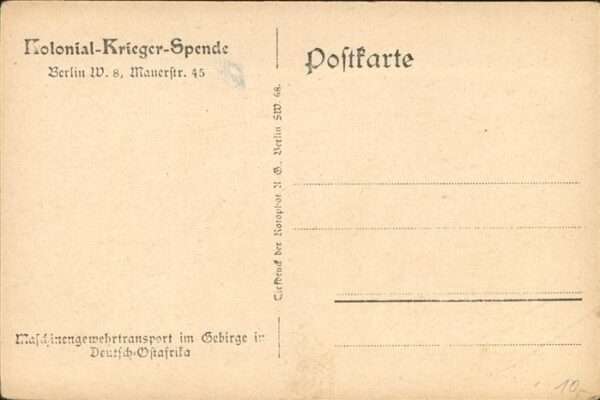 Kolonial-Krieger-Spende
Berlin W. 8, Mauerstr. 45
Postkarte
Tiefdruck der Rotophot A. G., Berlin SW. 68.
Maschinengewehrtransport im Gebirge in
Deutsch-Ostafrika
10,-